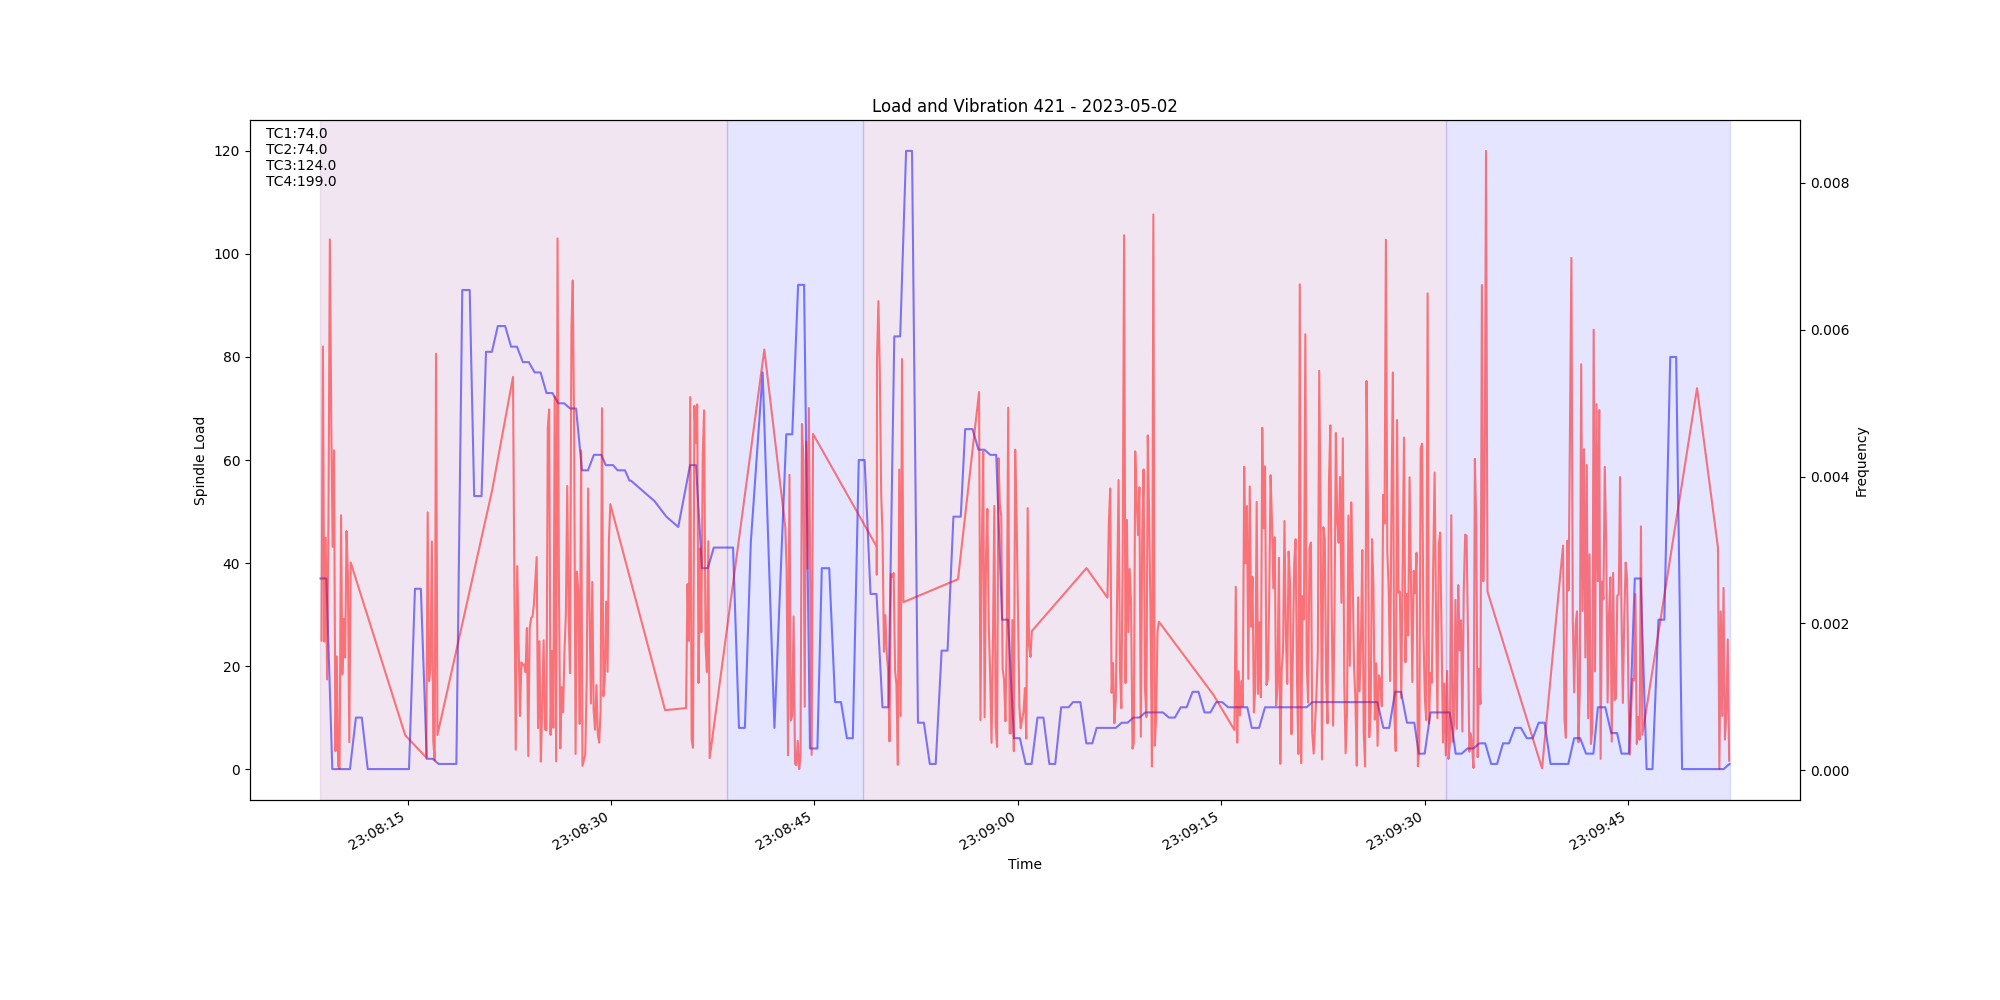 Load and Vibration 421 - 2023-05-02
TC1:74.0
TC2:74.0
TC3:124.0
TC4:199.0
120
100
80
60
40
20
0
Spindle Load
0.008
0.006
0.004
0.002
0.000
Frequency
23:08:15
23:08:30
23:08:45
23:09:00
23:09:15
23:09:30
23:09:45
Time